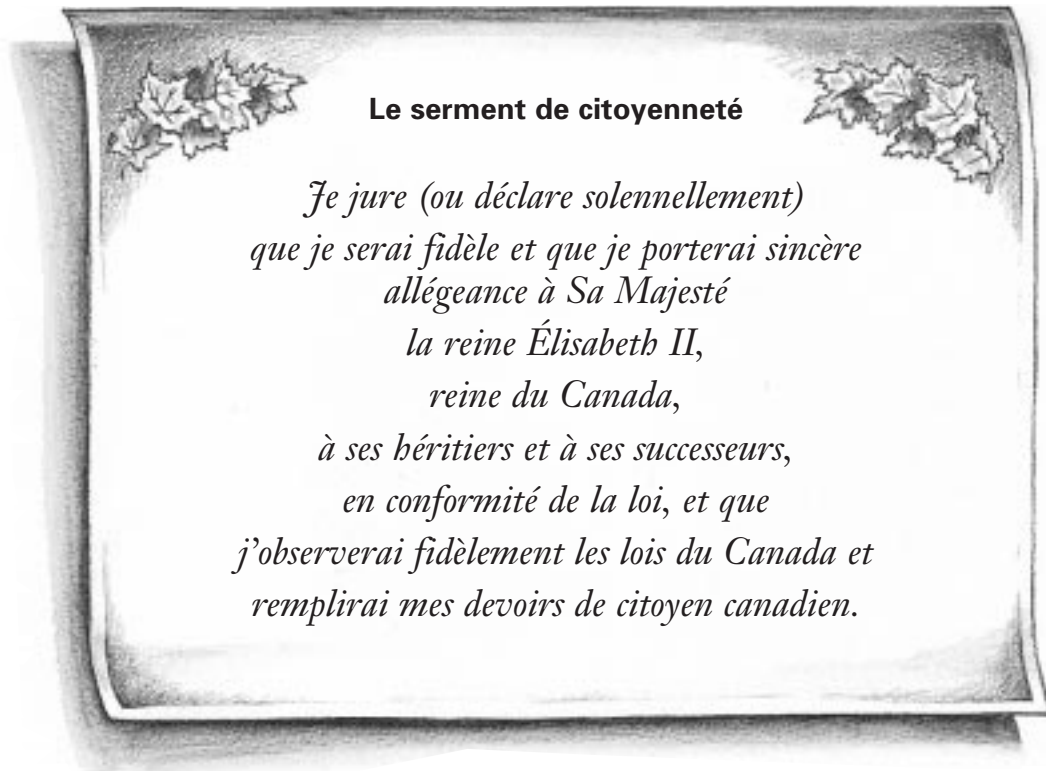 Le serment de citoyenneté
Je jure (ou déclare solennellement)
que je serai fidèle et que je porterai sincère
allégeance à Sa Majesté
la reine Élisabeth II,
reine du Canada,
à ses héritiers et à ses successeurs,
en conformité de la loi, et que
j'observerai fidèlement les lois du Canada et
remplirai mes devoirs de citoyen canadien.